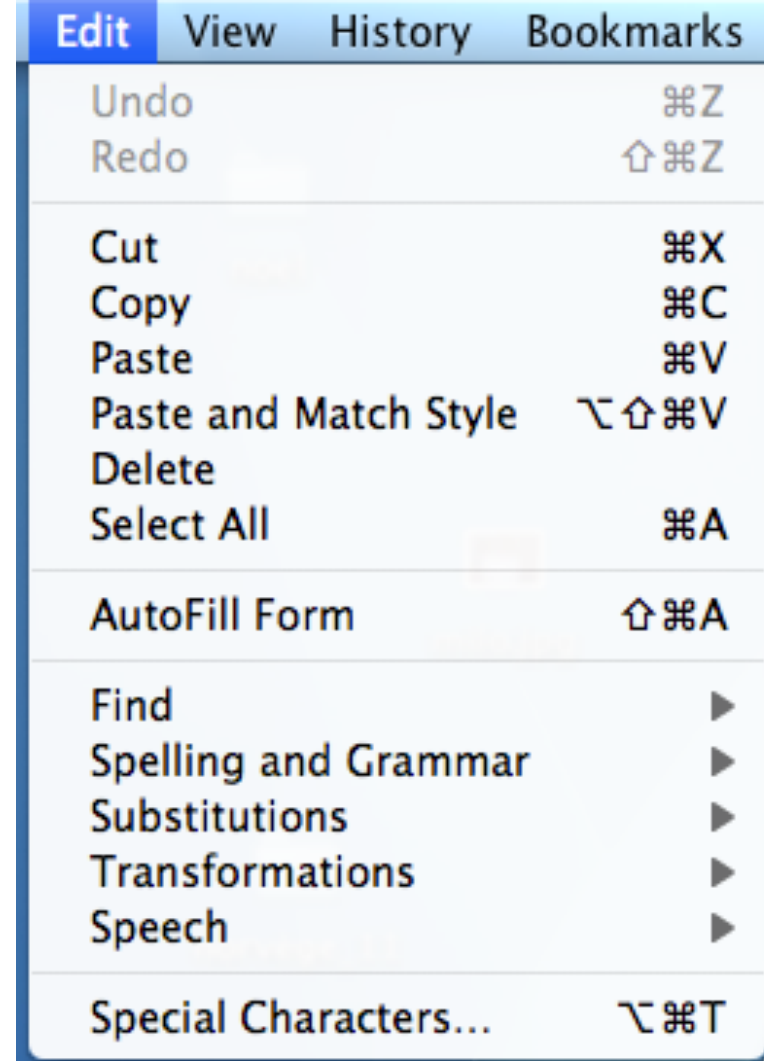 Edit View History Bookmarks
Undo ⌘Z
Redo ⇧⌘Z
Cut ⌘X
Copy ⌘C
Paste ⌘V
Paste and Match Style ⌥⇧⌘V
Delete
Select All ⌘A
AutoFill Form ⇧⌘A
Find ▶
Spelling and Grammar ▶
Substitutions ▶
Transformations ▶
Speech ▶
Special Characters... ⌥⌘T